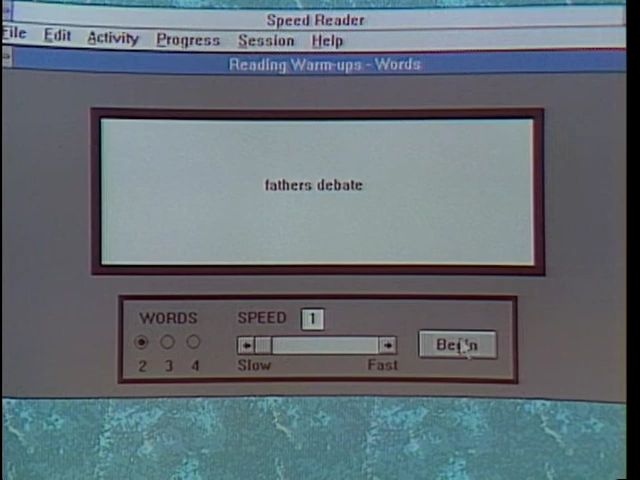 Speed Reader
File Edit Activity Progress Session Help
Reading Warm-ups - Words
fathers debate
WORDS SPEED 1
Begin
2 3 4 Slow Fast